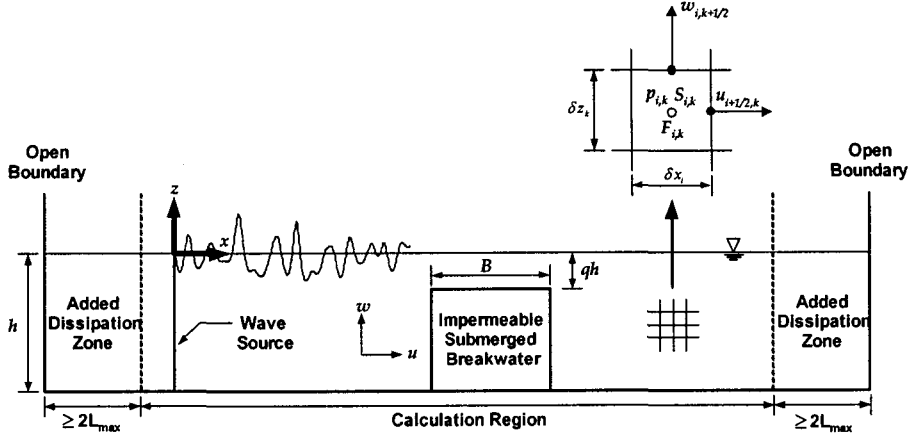 w_{i,k+1/2}
p_{i,k} S_{i,k}
u_{i+1/2,k}
F_{i,k}
δz_k
δx_i
Open
Boundary
Open
Boundary
z
x
B
qh
h
Added
Dissipation
Zone
Wave
Source
w
u
Impermeable
Submerged
Breakwater
Added
Dissipation
Zone
≥ 2L_max
Calculation Region
≥ 2L_max